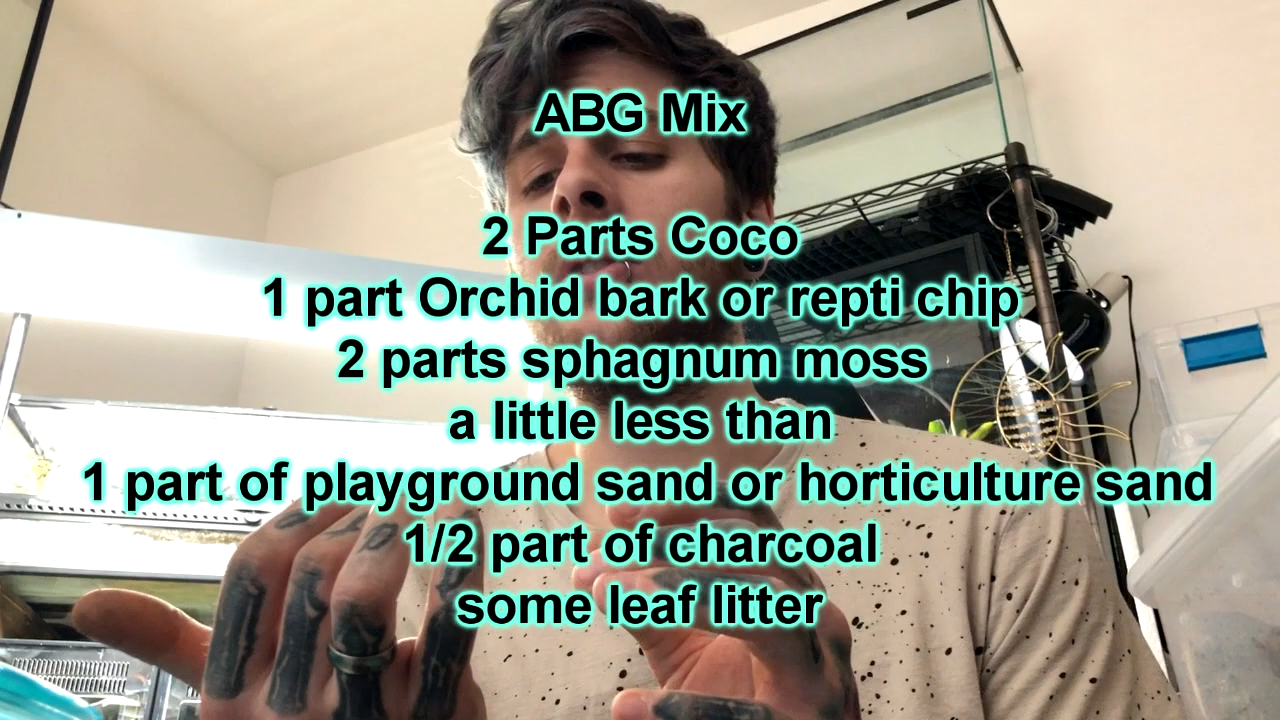 ABG Mix
2 Parts Coco
1 part Orchid bark or repti chip
2 parts sphagnum moss
a little less than
1 part of playground sand or horticulture sand
1/2 part of charcoal
some leaf litter